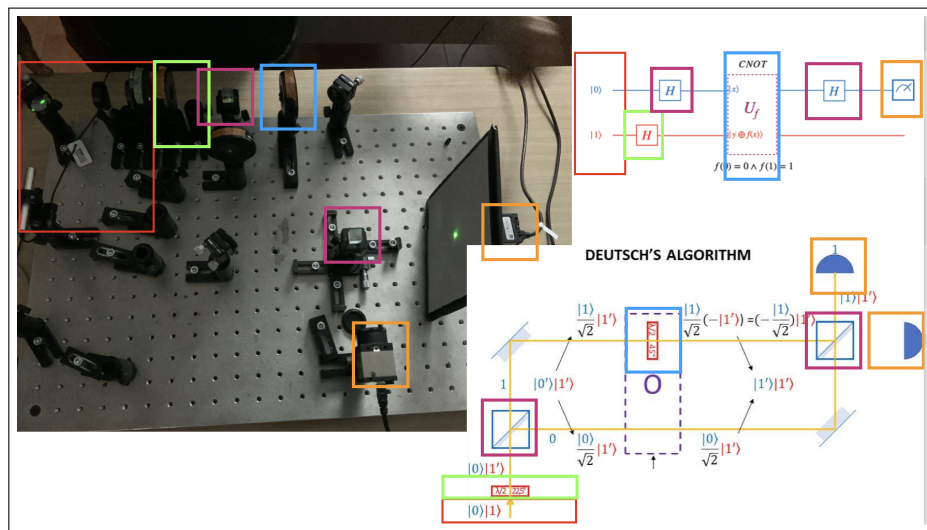 CNOT
|0⟩ H |x⟩ H
U_f
|1⟩ H |y ⊕ f(x)⟩
f(0) = 0 ∧ f(1) = 1
DEUTSCH'S ALGORITHM
1
|1⟩|1'⟩
|1⟩/√2 |1'⟩ λ/2 45° |1⟩/√2 (−|1'⟩) =(−|1⟩/√2)|1'⟩
O
1 |0'⟩|1'⟩ |1'⟩|1'⟩
0 |0⟩/√2 |1'⟩ |0⟩/√2 |1'⟩
|0⟩|1'⟩
λ/2 22,5°
|0⟩|1⟩